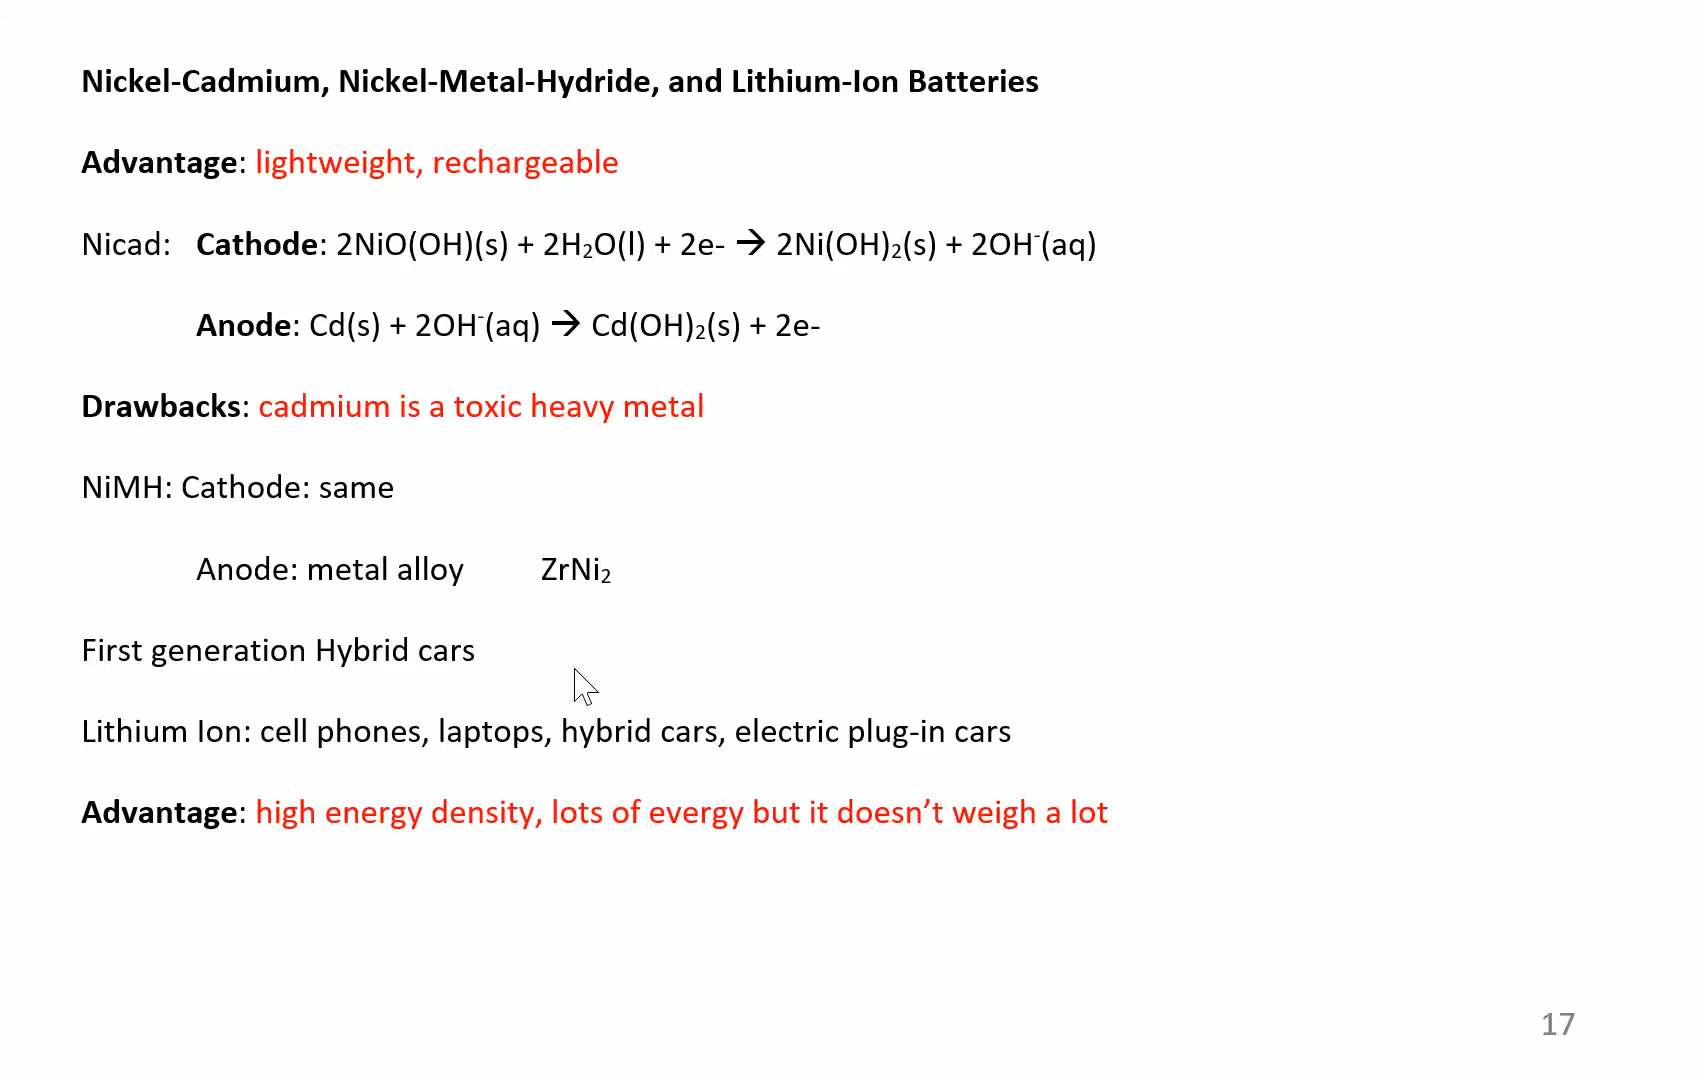 Nickel-Cadmium, Nickel-Metal-Hydride, and Lithium-Ion Batteries
Advantage: lightweight, rechargeable
Nicad: Cathode: 2NiO(OH)(s) + 2H₂O(l) + 2e- → 2Ni(OH)₂(s) + 2OH⁻(aq)
Anode: Cd(s) + 2OH⁻(aq) → Cd(OH)₂(s) + 2e-
Drawbacks: cadmium is a toxic heavy metal
NiMH: Cathode: same
Anode: metal alloy ZrNi₂
First generation Hybrid cars
Lithium Ion: cell phones, laptops, hybrid cars, electric plug-in cars
Advantage: high energy density, lots of evergy but it doesn’t weigh a lot
17